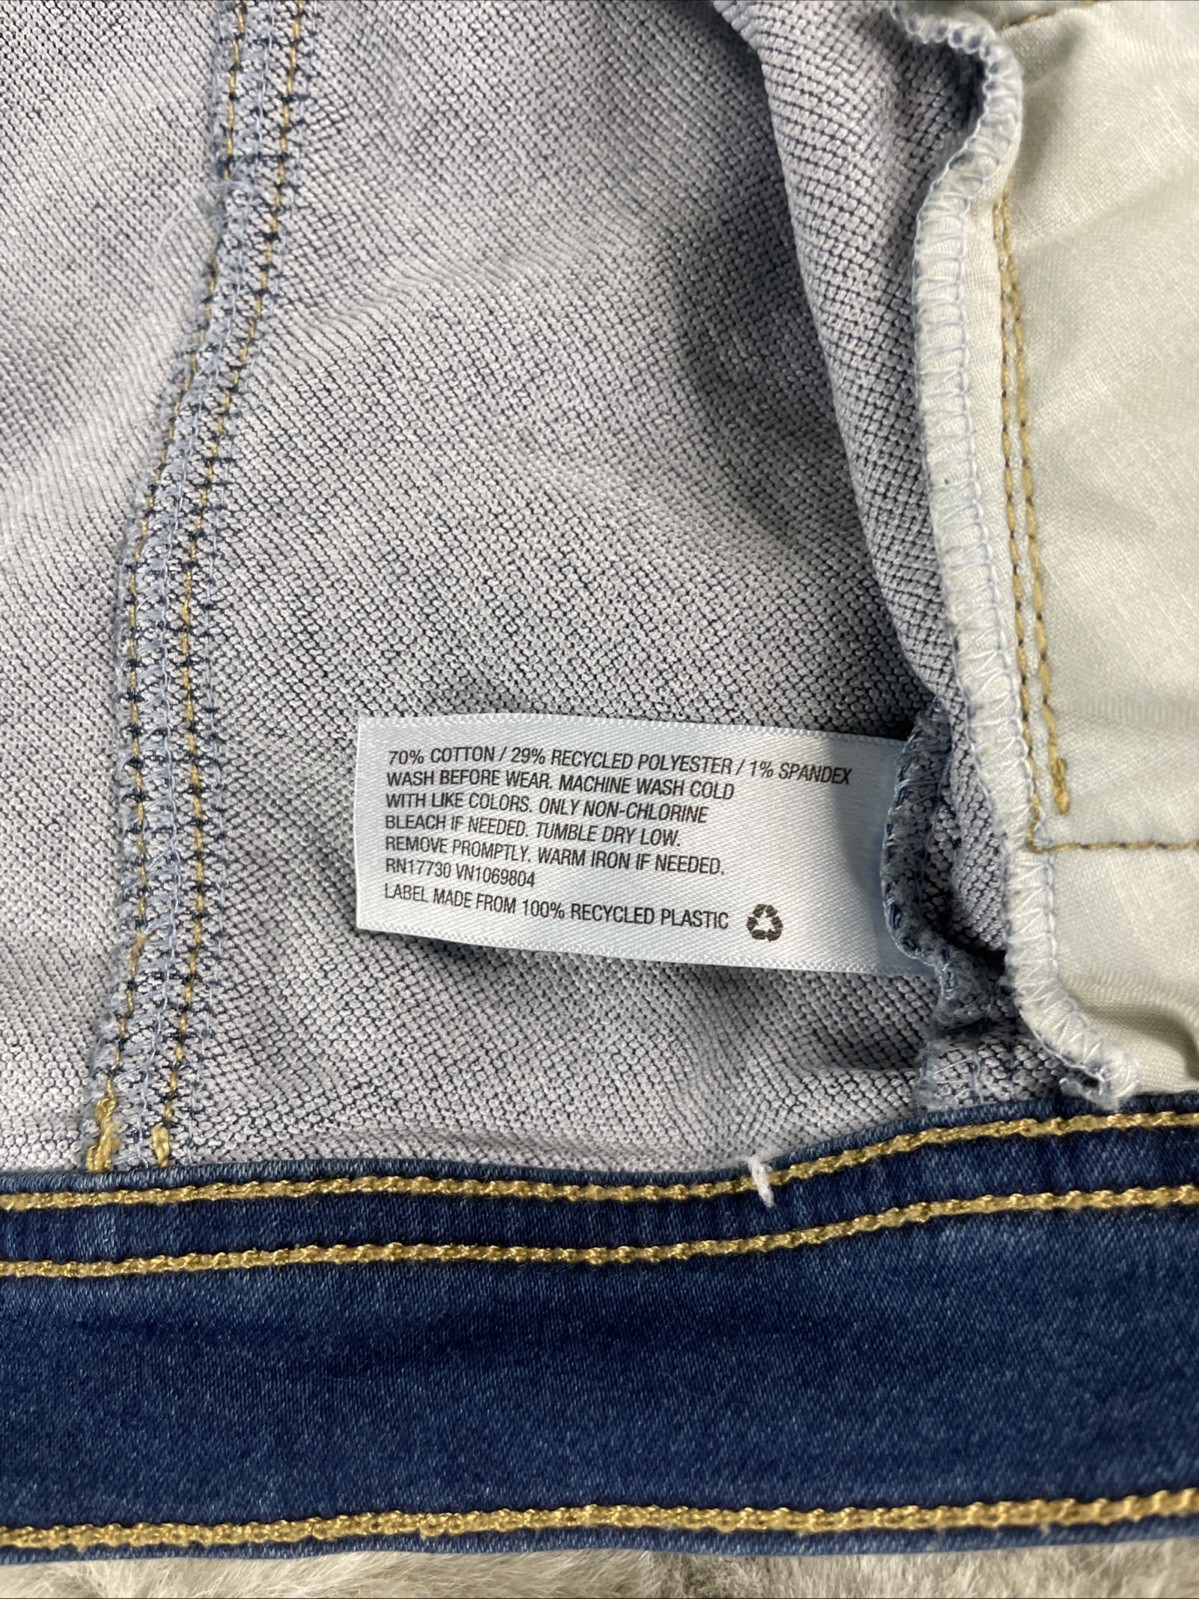 70% COTTON / 29% RECYCLED POLYESTER / 1% SPANDEX
WASH BEFORE WEAR. MACHINE WASH COLD
WITH LIKE COLORS. ONLY NON-CHLORINE
BLEACH IF NEEDED. TUMBLE DRY LOW.
REMOVE PROMPTLY. WARM IRON IF NEEDED.
RN17730 VN1069804
LABEL MADE FROM 100% RECYCLED PLASTIC